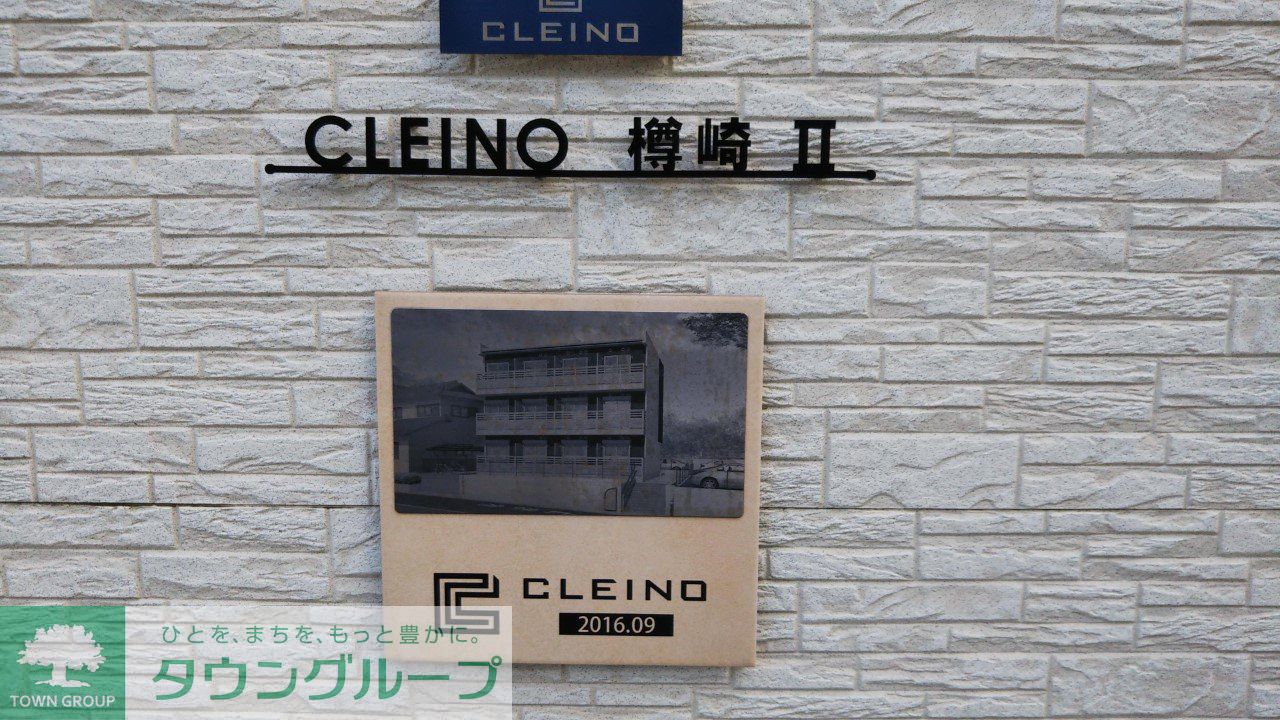 CLEINO
CLEINO 樽崎 Ⅱ
CLEINO
2016.09
ひとを、まちを、もっと豊かに。
タウングループ
TOWN GROUP